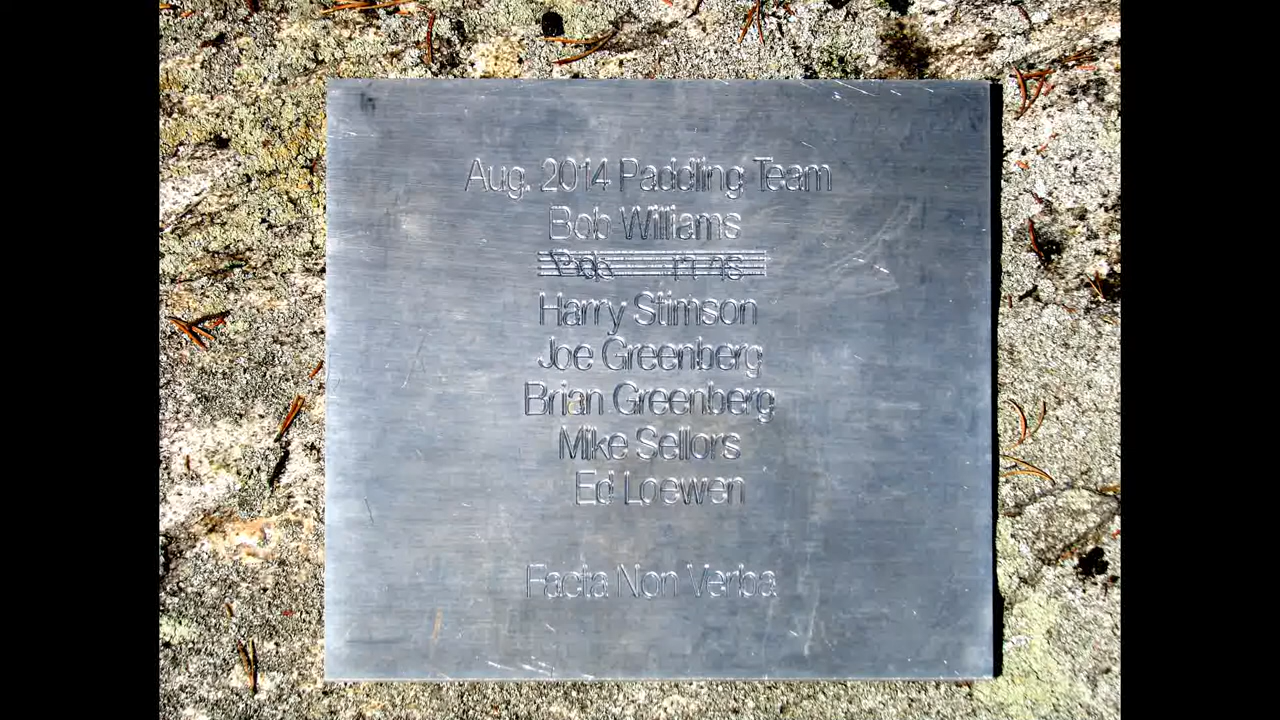 Aug. 2014 Paddling Team
Bob Williams
Harry Stimson
Joe Greenberg
Brian Greenberg
Mike Sellors
Ed Loewen
Facta Non Verba